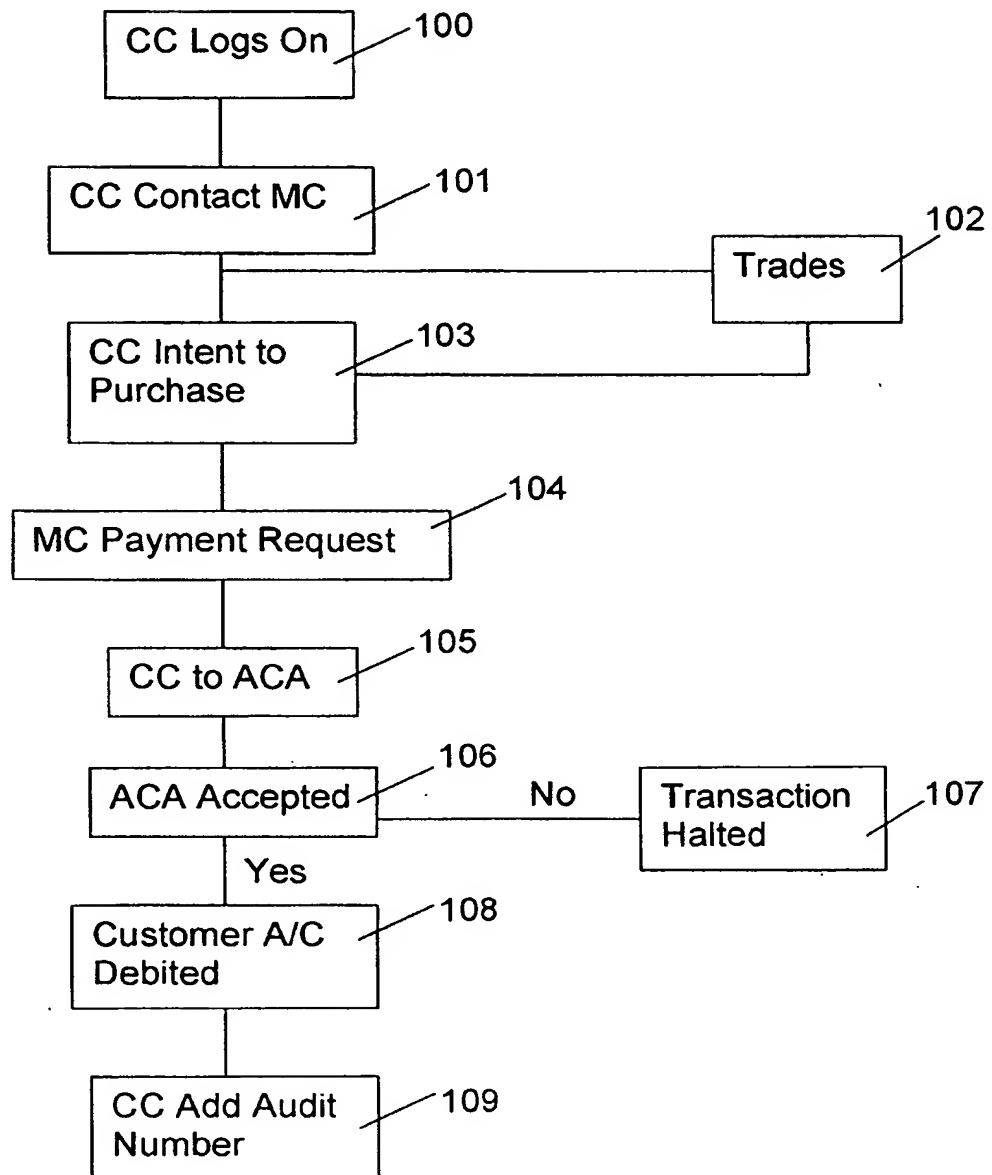 CC Logs On
100
CC Contact MC
101
Trades
102
CC Intent to
Purchase
103
MC Payment Request
104
CC to ACA
105
ACA Accepted
106
No
Transaction
Halted
107
Yes
Customer A/C
Debited
108
CC Add Audit
Number
109